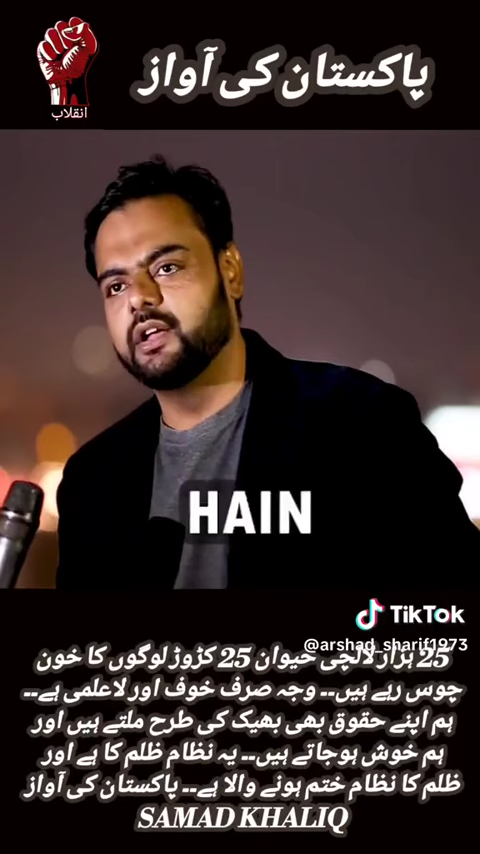 پاکستان کی آواز
انقلاب
HAIN
TikTok
@arshad_sharif1973
25 ہزار لالچی حیوان 25 کڑوڑ لوگوں کا خون
چوس رہے ہیں۔۔ وجہ صرف خوف اور لاعلمی ہے۔۔
ہم اپنے حقوق بھی بھیک کی طرح ملتے ہیں اور
ہم خوش ہوجاتے ہیں۔۔ یہ نظام ظلم کا ہے اور
ظلم کا نظام ختم ہونے والا ہے۔۔ پاکستان کی آواز
SAMAD KHALIQ